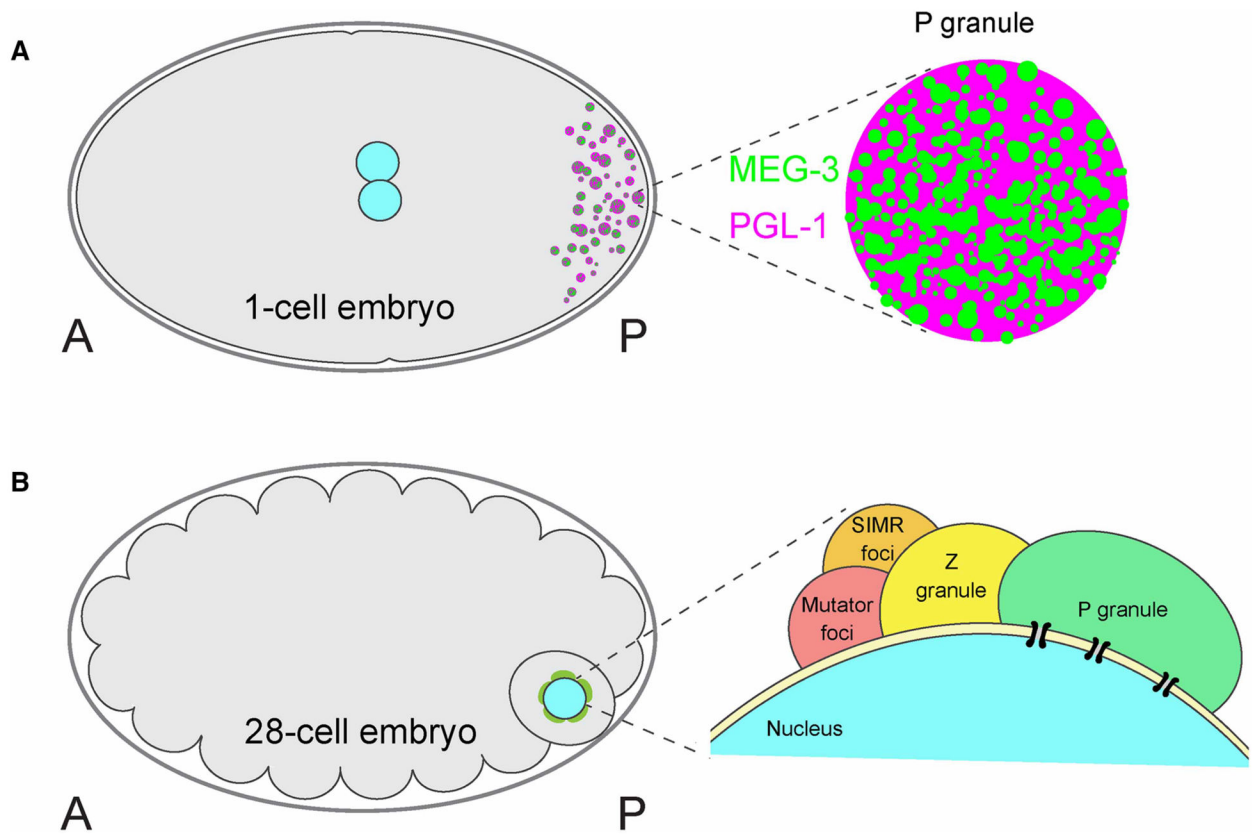 A
P granule
MEG-3
PGL-1
1-cell embryo
A
P
B
SIMR
foci
Z
granule
Mutator
foci
P granule
Nucleus
28-cell embryo
A
P